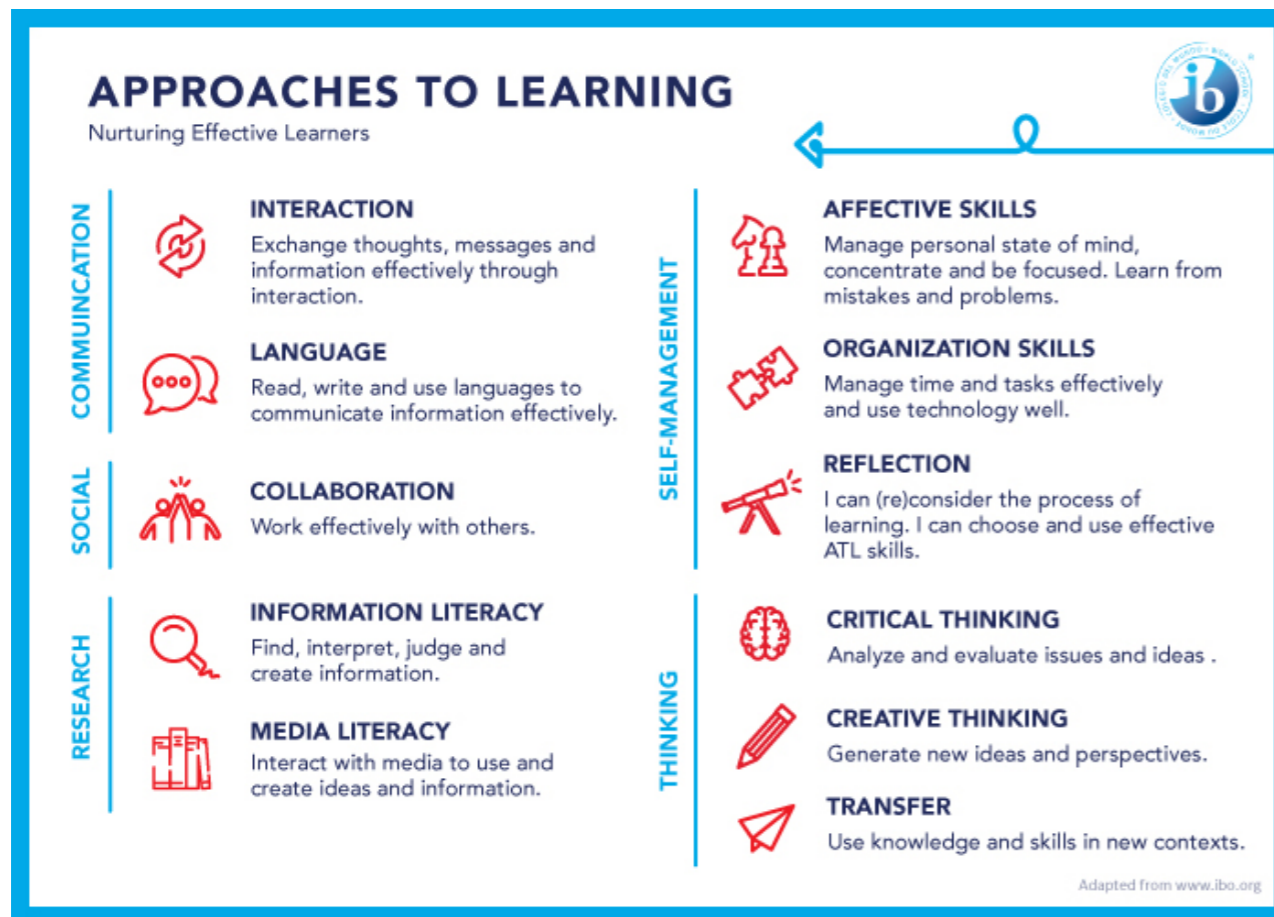 APPROACHES TO LEARNING
Nurturing Effective Learners
ib
COMMUINCATION
INTERACTION
Exchange thoughts, messages and
information effectively through
interaction.
LANGUAGE
Read, write and use languages to
communicate information effectively.
SOCIAL
COLLABORATION
Work effectively with others.
RESEARCH
INFORMATION LITERACY
Find, interpret, judge and
create information.
MEDIA LITERACY
Interact with media to use and
create ideas and information.
SELF-MANAGEMENT
AFFECTIVE SKILLS
Manage personal state of mind,
concentrate and be focused. Learn from
mistakes and problems.
ORGANIZATION SKILLS
Manage time and tasks effectively
and use technology well.
REFLECTION
I can (re)consider the process of
learning. I can choose and use effective
ATL skills.
THINKING
CRITICAL THINKING
Analyze and evaluate issues and ideas .
CREATIVE THINKING
Generate new ideas and perspectives.
TRANSFER
Use knowledge and skills in new contexts.
Adapted from www.ibo.org